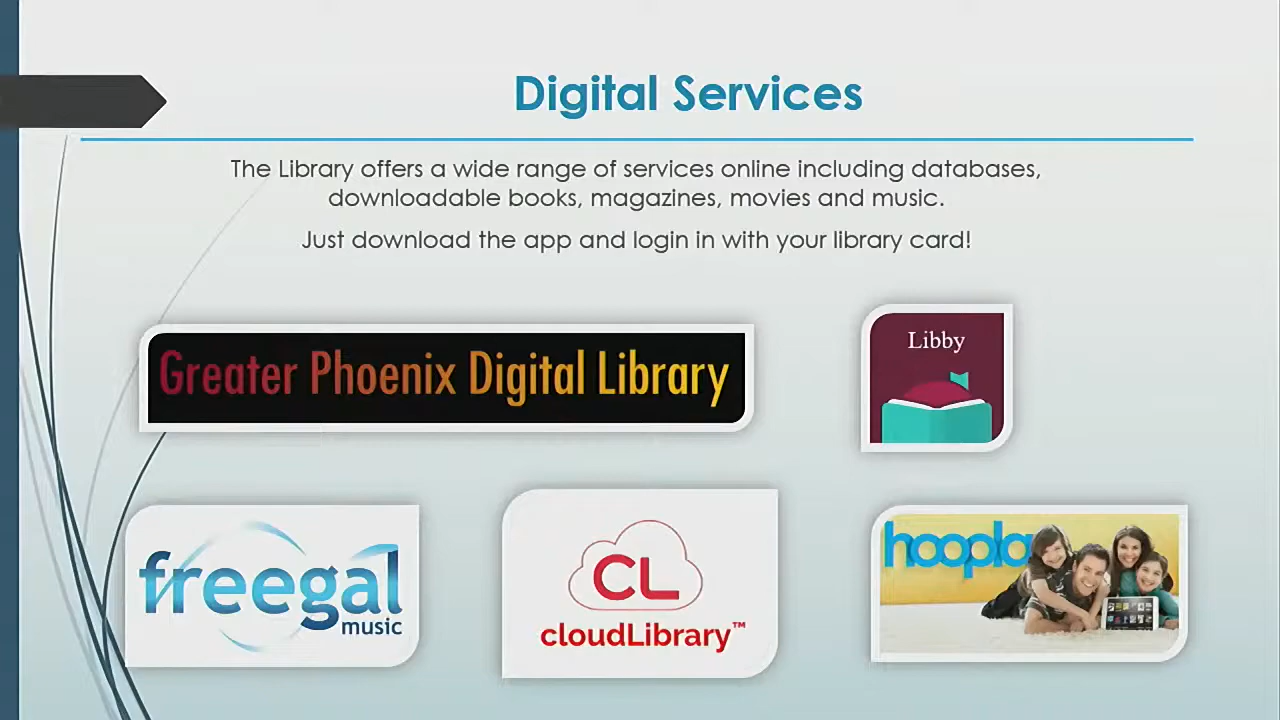 Digital Services
The Library offers a wide range of services online including databases,
downloadable books, magazines, movies and music.
Just download the app and login in with your library card!
Greater Phoenix Digital Library
Libby
freegal
music
CL
cloudLibrary™
hoopla